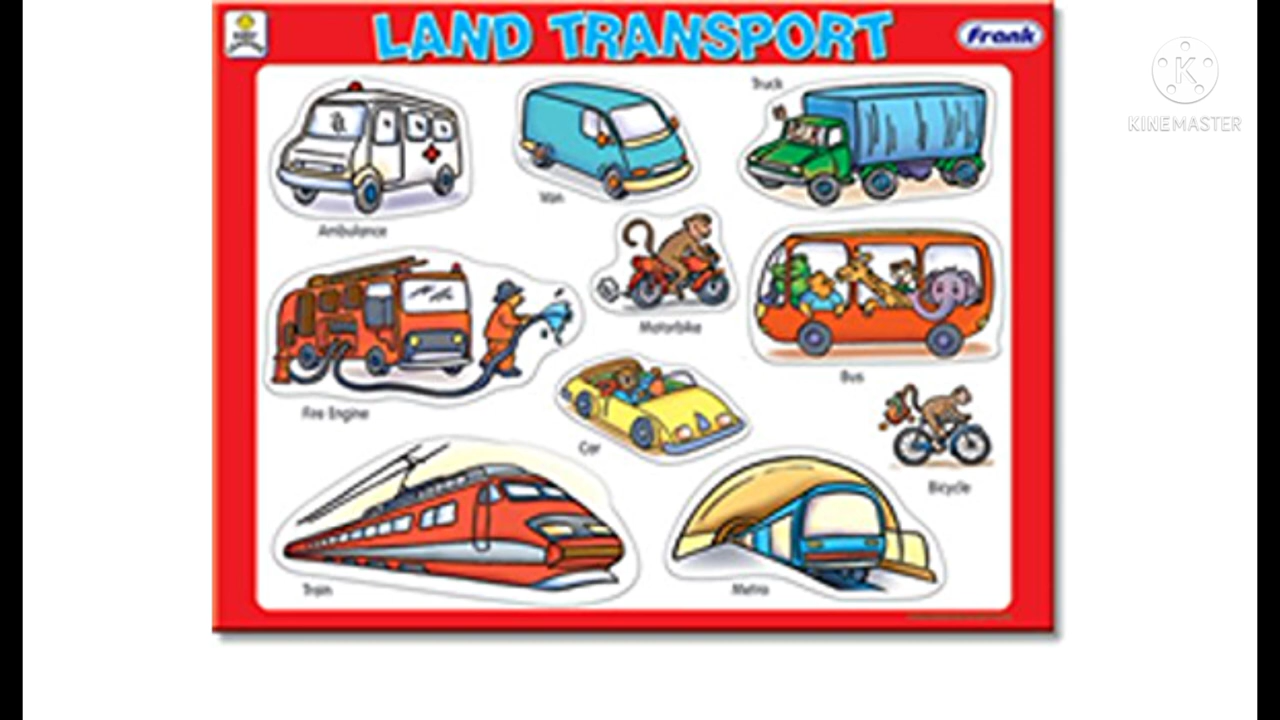 LAND TRANSPORT
Frank
KINEMASTER
Truck
Van
Ambulance
Motorbike
Bus
Fire Engine
Car
Bicycle
Train
Metro